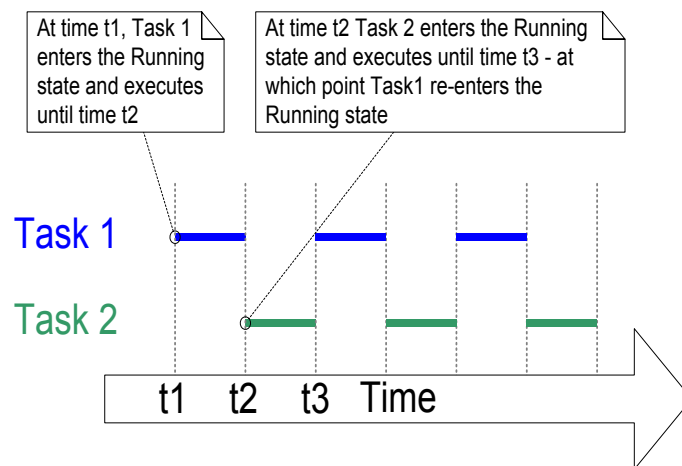 At time t1, Task 1
enters the Running
state and executes
until time t2
At time t2 Task 2 enters the Running
state and executes until time t3 - at
which point Task1 re-enters the
Running state
Task 1
Task 2
t1 t2 t3 Time